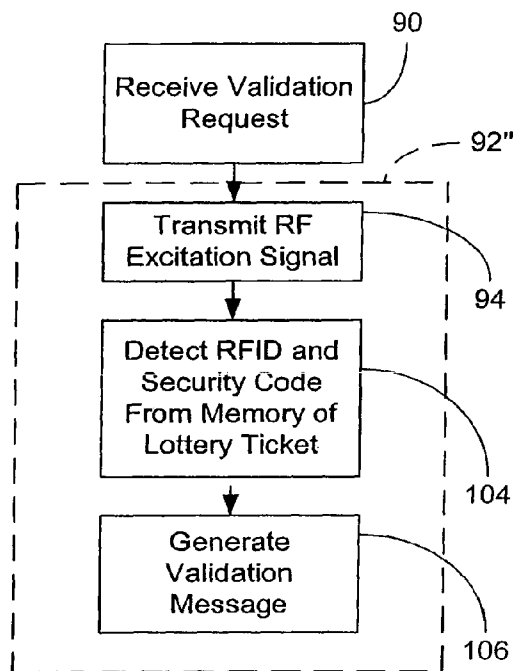 90
Receive Validation
Request
92"
Transmit RF
Excitation Signal
94
Detect RFID and
Security Code
From Memory of
Lottery Ticket
104
Generate
Validation
Message
106